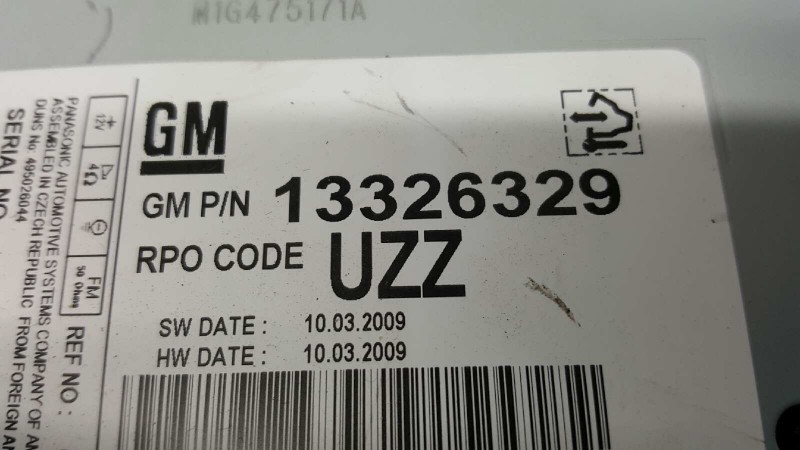 M1G475171A
GM
GM P/N 13326329
RPO CODE UZZ
SW DATE : 10.03.2009
HW DATE : 10.03.2009
+ 12V
4Ω
FM
50 Ohmg
REF NO :
PANASONIC AUTOMOTIVE SYSTEMS COMPANY OF AM
ASSEMBLED IN CZECH REPUBLIC FROM FOREIGN AN
DUNS No: 495026044
SERIAL NO